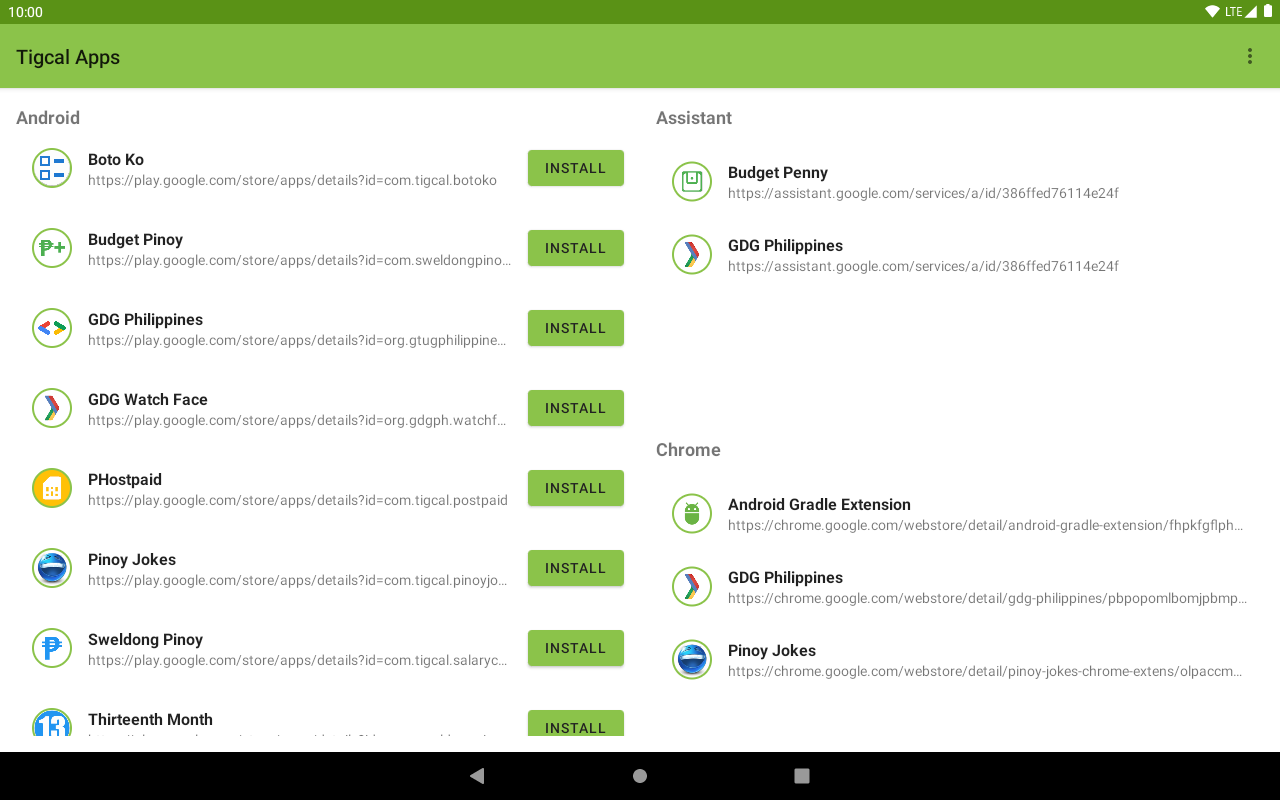 10:00
LTE
Tigcal Apps
Android
Boto Ko
https://play.google.com/store/apps/details?id=com.tigcal.botoko
INSTALL
Budget Pinoy
https://play.google.com/store/apps/details?id=com.sweldongpino...
INSTALL
GDG Philippines
https://play.google.com/store/apps/details?id=org.gtugphilippine...
INSTALL
GDG Watch Face
https://play.google.com/store/apps/details?id=org.gdgph.watchf...
INSTALL
PHostpaid
https://play.google.com/store/apps/details?id=com.tigcal.postpaid
INSTALL
Pinoy Jokes
https://play.google.com/store/apps/details?id=com.tigcal.pinoyjo...
INSTALL
Sweldong Pinoy
https://play.google.com/store/apps/details?id=com.tigcal.salaryc...
INSTALL
13
Thirteenth Month
INSTALL
Assistant
Budget Penny
https://assistant.google.com/services/a/id/386ffed76114e24f
GDG Philippines
https://assistant.google.com/services/a/id/386ffed76114e24f
Chrome
Android Gradle Extension
https://chrome.google.com/webstore/detail/android-gradle-extension/fhpkfgflph...
GDG Philippines
https://chrome.google.com/webstore/detail/gdg-philippines/pbpopomlbomjpbmp...
Pinoy Jokes
https://chrome.google.com/webstore/detail/pinoy-jokes-chrome-extens/olpaccm...